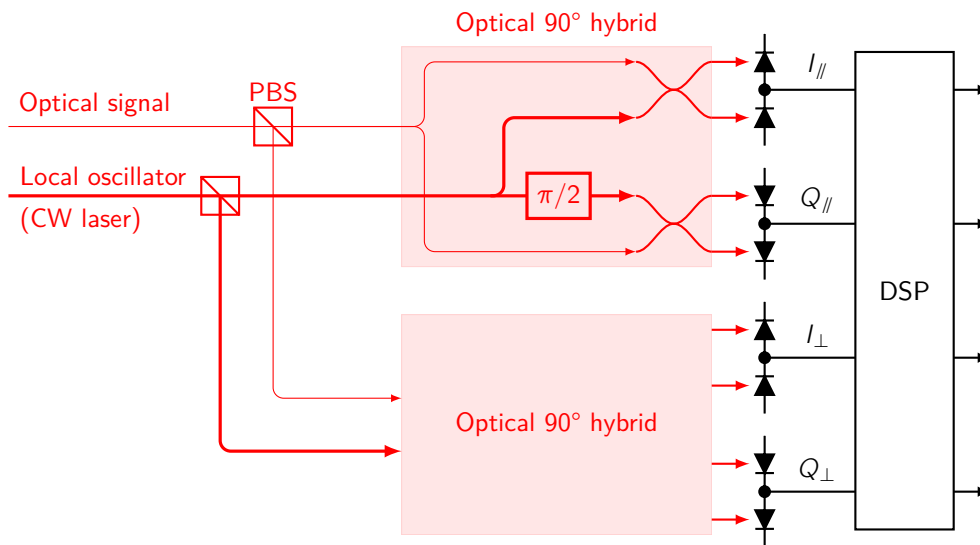 Optical 90° hybrid
Optical signal
PBS
Local oscillator
(CW laser)
π/2
I⫽
Q⫽
DSP
I⊥
Optical 90° hybrid
Q⊥